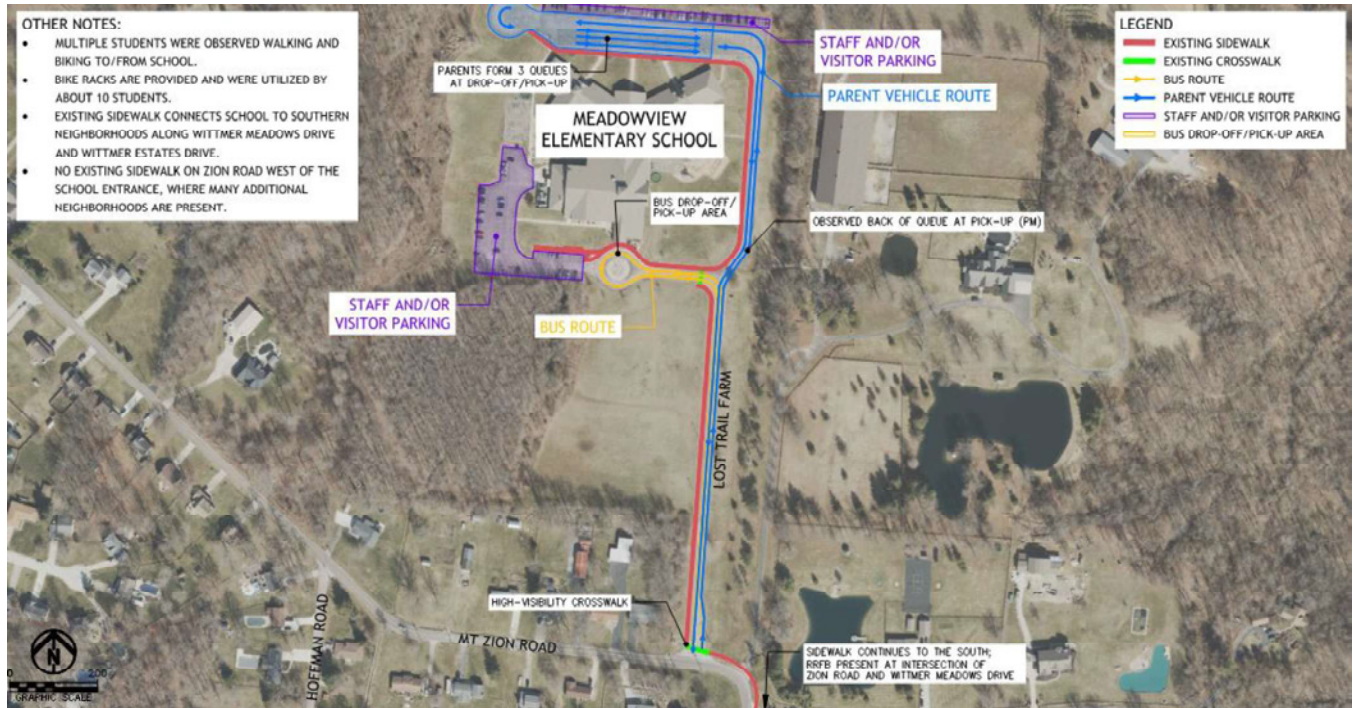 OTHER NOTES:
• MULTIPLE STUDENTS WERE OBSERVED WALKING AND
BIKING TO/FROM SCHOOL.
• BIKE RACKS ARE PROVIDED AND WERE UTILIZED BY
ABOUT 10 STUDENTS.
• EXISTING SIDEWALK CONNECTS SCHOOL TO SOUTHERN
NEIGHBORHOODS ALONG WITTMER MEADOWS DRIVE
AND WITTMER ESTATES DRIVE.
• NO EXISTING SIDEWALK ON ZION ROAD WEST OF THE
SCHOOL ENTRANCE, WHERE MANY ADDITIONAL
NEIGHBORHOODS ARE PRESENT.
LEGEND
EXISTING SIDEWALK
EXISTING CROSSWALK
BUS ROUTE
PARENT VEHICLE ROUTE
STAFF AND/OR VISITOR PARKING
BUS DROP-OFF/PICK-UP AREA
STAFF AND/OR
VISITOR PARKING
PARENTS FORM 3 QUEUES
AT DROP-OFF/PICK-UP
PARENT VEHICLE ROUTE
MEADOWVIEW
ELEMENTARY SCHOOL
BUS DROP-OFF/
PICK-UP AREA
OBSERVED BACK OF QUEUE AT PICK-UP (PM)
STAFF AND/OR
VISITOR PARKING
BUS ROUTE
LOST TRAIL FARM
HIGH-VISIBILITY CROSSWALK
MT ZION ROAD
HOFFMAN ROAD
SIDEWALK CONTINUES TO THE SOUTH;
RRFB PRESENT AT INTERSECTION OF
ZION ROAD AND WITTMER MEADOWS DRIVE
N
0 200
GRAPHIC SCALE